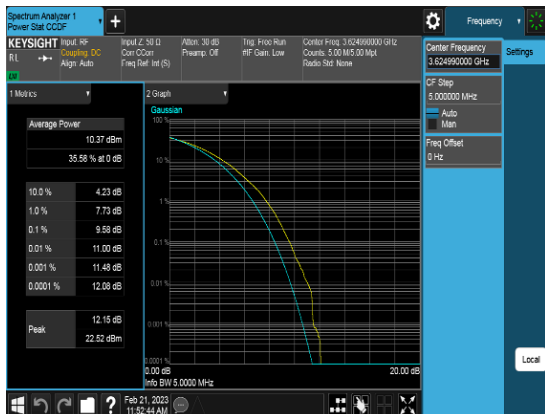 Spectrum Analyzer 1
Power Stat CCDF
+
Frequency
KEYSIGHT
Input: RF
Coupling: DC
Align: Auto
RL
Input Z: 50 Ω
Corr CCorr
Freq Ref: Int (S)
Atten: 30 dB
Preamp: Off
Trig: Free Run
#IF Gain: Low
Center Freq: 3.624990000 GHz
Counts: 5.00 M/5.00 Mpt
Radio Std: None
Center Frequency
3.624990000 GHz
Settings
CF Step
5.000000 MHz
Auto
Man
Freq Offset
0 Hz
1 Metrics
2 Graph
Average Power
10.37 dBm
35.58 % at 0 dB
10.0 % 4.23 dB
1.0 % 7.73 dB
0.1 % 9.58 dB
0.01 % 11.00 dB
0.001 % 11.48 dB
0.0001 % 12.08 dB
Peak
12.15 dB
22.52 dBm
Gaussian
100 %
10 %
1 %
0.1 %
0.01 %
0.001 %
0.0001 %
0.00 dB
20.00 dB
Info BW 5.0000 MHz
Local
?
Feb 21, 2023
11:52:44 AM